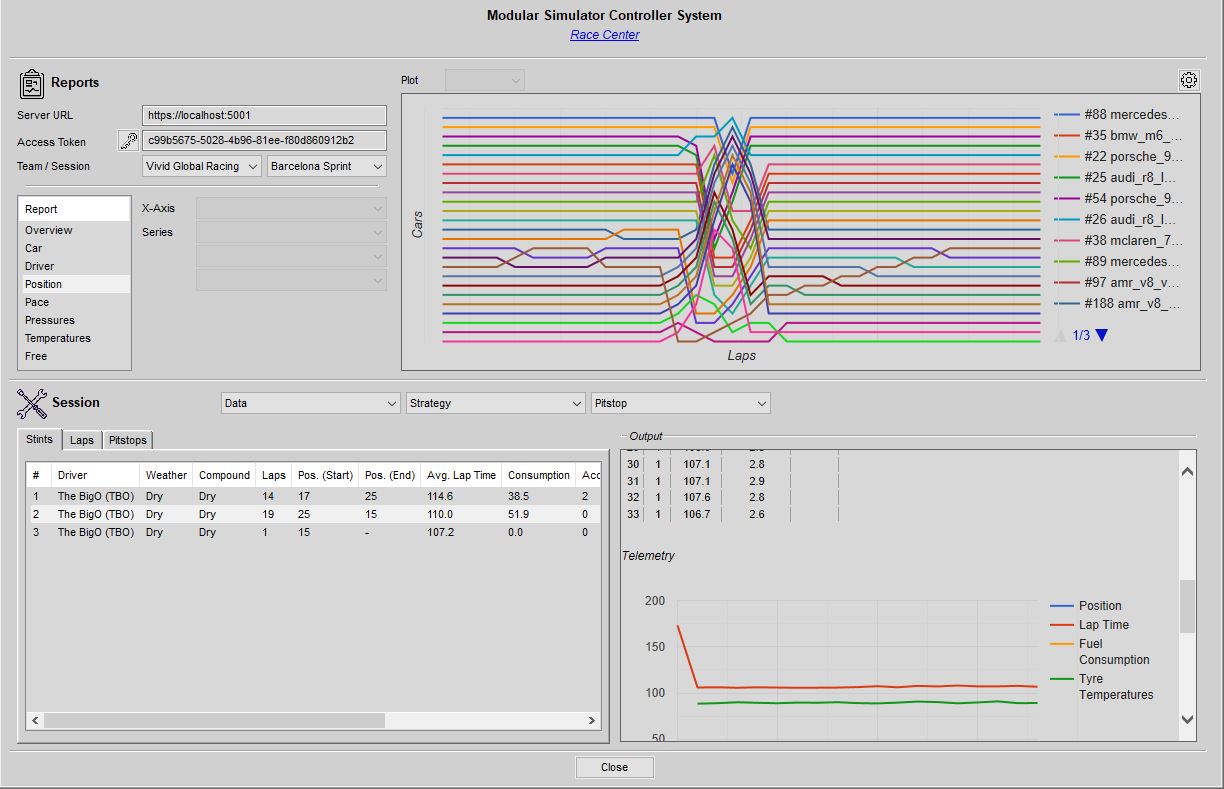 Modular Simulator Controller System
Race Center
Reports
Plot
Server URL
https://localhost:5001
Access Token
c99b5675-5028-4b96-81ee-f80d860912b2
Team / Session
Vivid Global Racing
Barcelona Sprint
Report
Overview
Car
Driver
Position
Pace
Pressures
Temperatures
Free
X-Axis
Series
Cars
Laps
#88 mercedes...
#35 bmw_m6_...
#22 porsche_9...
#25 audi_r8_l...
#54 porsche_9...
#26 audi_r8_l...
#38 mclaren_7...
#89 mercedes...
#97 amr_v8_v...
#188 amr_v8_...
1/3
Session
Data
Strategy
Pitstop
Stints
Laps
Pitstops
# Driver Weather Compound Laps Pos. (Start) Pos. (End) Avg. Lap Time Consumption Acc
1 The BigO (TBO) Dry Dry 14 17 25 114.6 38.5 2
2 The BigO (TBO) Dry Dry 19 25 15 110.0 51.9 0
3 The BigO (TBO) Dry Dry 1 15 - 107.2 0.0 0
Output
30 1 107.1 2.8
31 1 107.1 2.9
32 1 107.6 2.8
33 1 106.7 2.6
Telemetry
200
150
100
50
Position
Lap Time
Fuel
Consumption
Tyre
Temperatures
Close